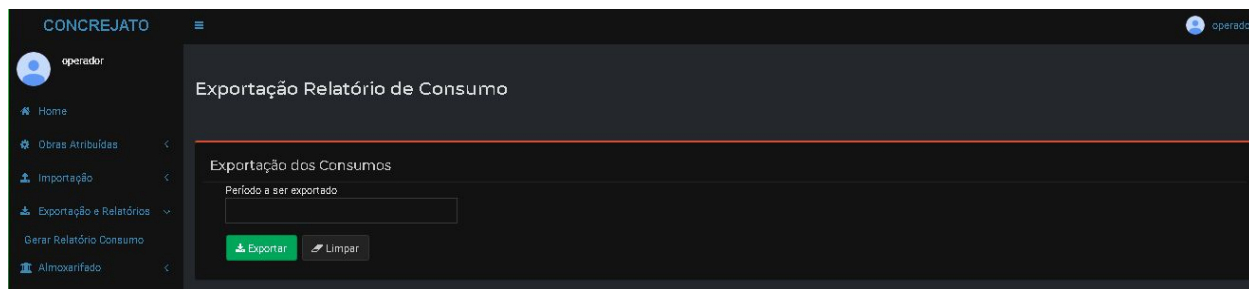 CONCREJATO
operador
operador
Home
Obras Atribuídas
Importação
Exportação e Relatórios
Gerar Relatório Consumo
Almoxarifado
Exportação Relatório de Consumo
Exportação dos Consumos
Período a ser exportado
Exportar Limpar